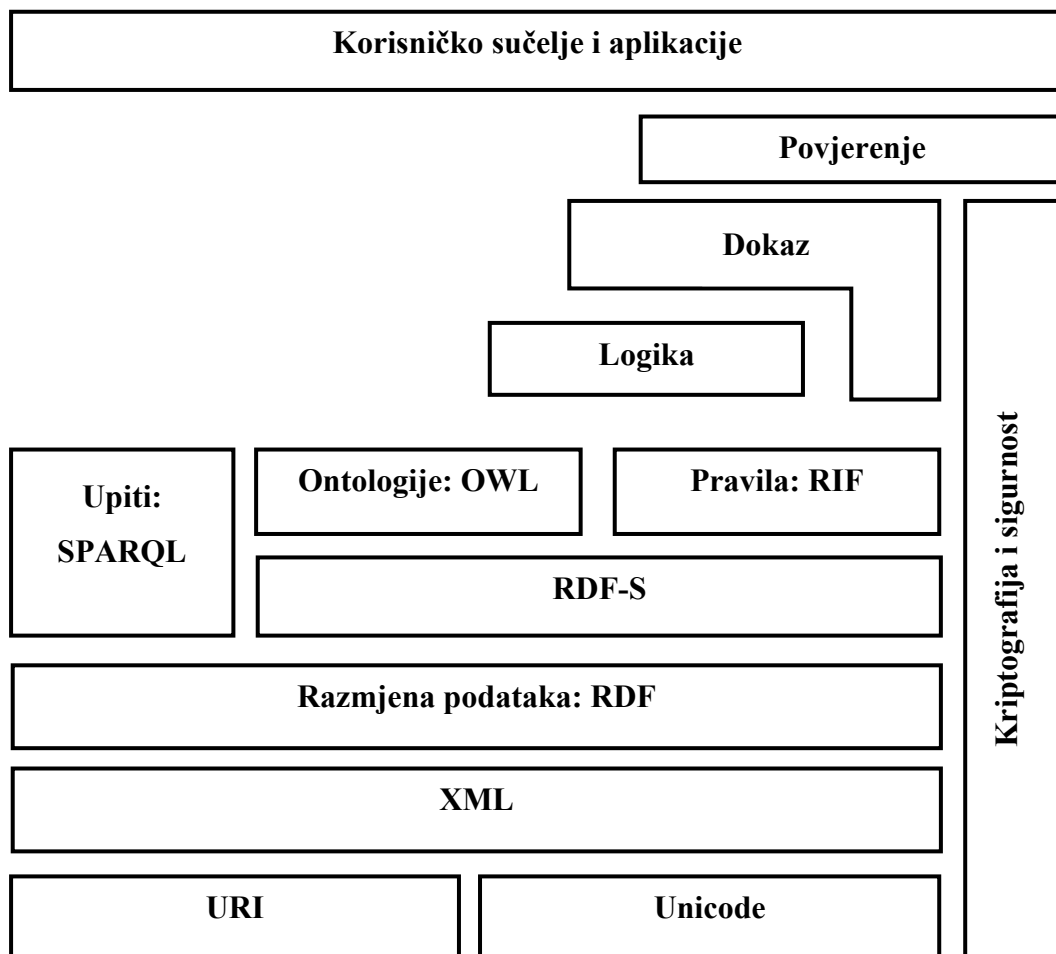 Korisničko sučelje i aplikacije
Povjerenje
Dokaz
Logika
Upiti:
SPARQL
Ontologije: OWL
Pravila: RIF
RDF-S
Razmjena podataka: RDF
XML
URI
Unicode
Kriptografija i sigurnost